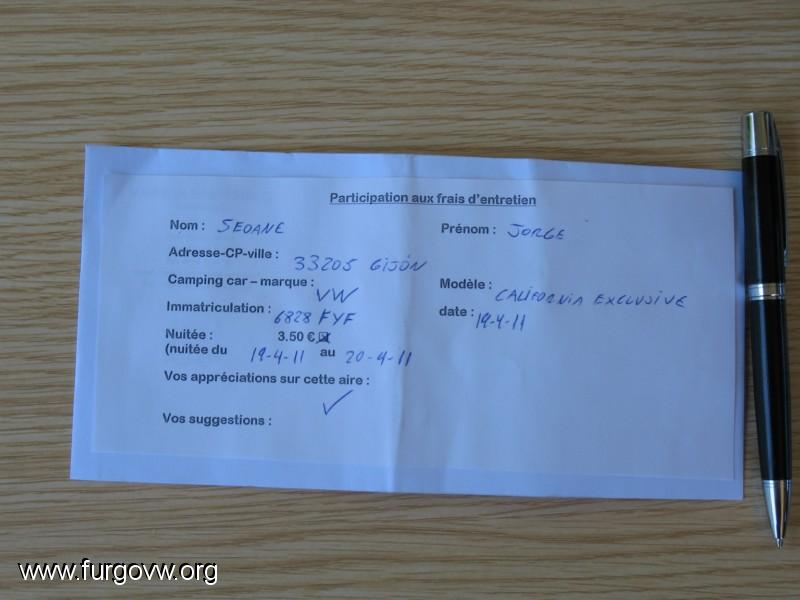 Participation aux frais d'entretien
Nom : SEOANE Prénom : JORGE
Adresse-CP-ville : 33205 GIJÓN
Camping car – marque : VW Modèle : CALIFORNIA EXCLUSIVE
Immatriculation : 6828 FYF date : 19-4-11
Nuitée : 3.50 €
(nuitée du 19-4-11 au 20-4-11
Vos appréciations sur cette aire :
✓
Vos suggestions :
www.furgovw.org